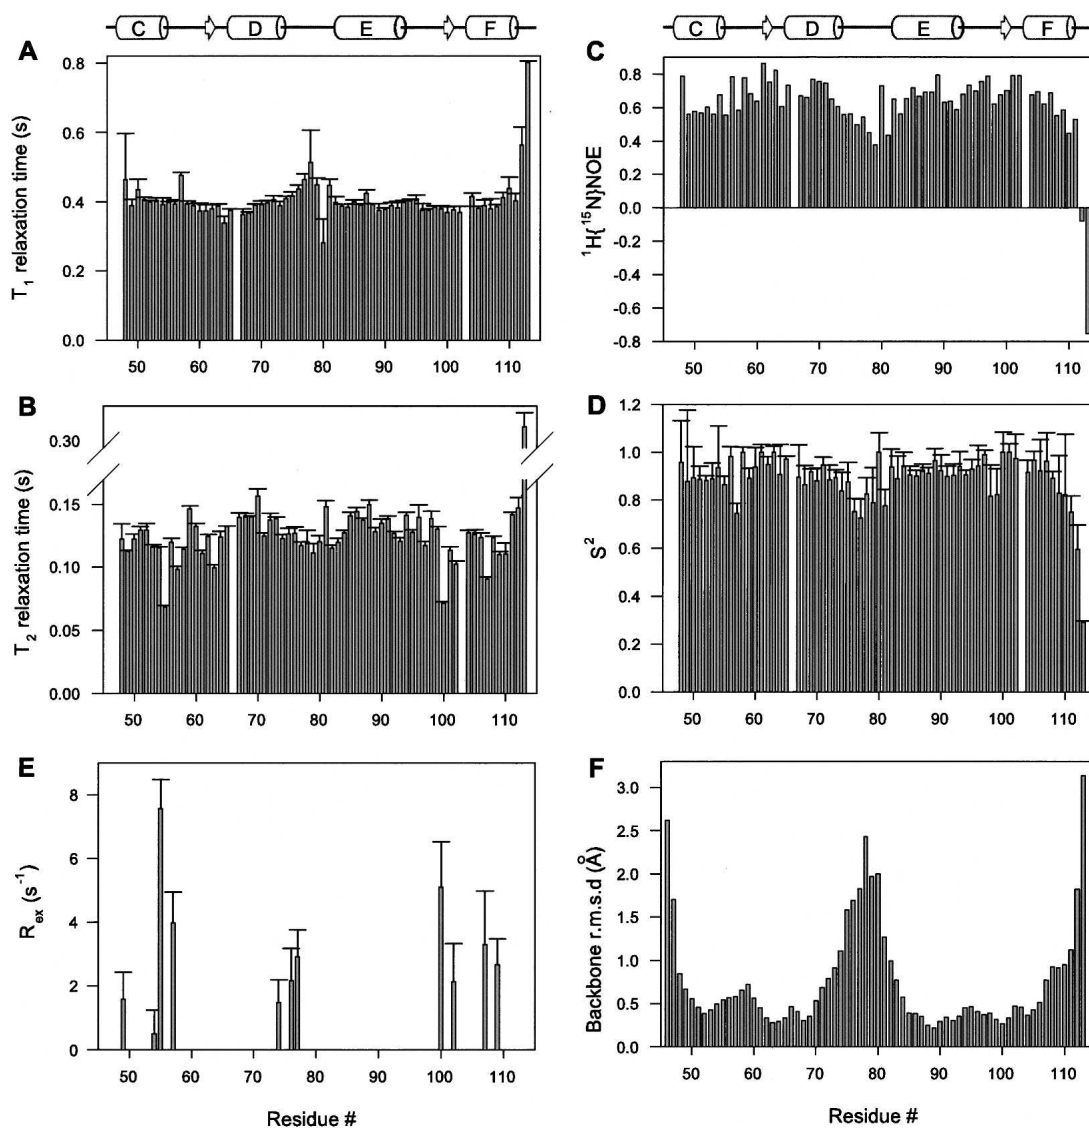 C D E F
C D E F
A
T1 relaxation time (s)
0.8
0.6
0.4
0.2
0.0
50 60 70 80 90 100 110
C
1H{15N}NOE
0.8
0.6
0.4
0.2
0.0
-0.2
-0.4
-0.6
-0.8
50 60 70 80 90 100 110
B
T2 relaxation time (s)
0.30
0.15
0.10
0.05
0.00
50 60 70 80 90 100 110
D
S2
1.2
1.0
0.8
0.6
0.4
0.2
0.0
50 60 70 80 90 100 110
E
Rex (s-1)
8
6
4
2
0
50 60 70 80 90 100 110
Residue #
F
Backbone r.m.s.d (Å)
3.0
2.5
2.0
1.5
1.0
0.5
0.0
50 60 70 80 90 100 110
Residue #